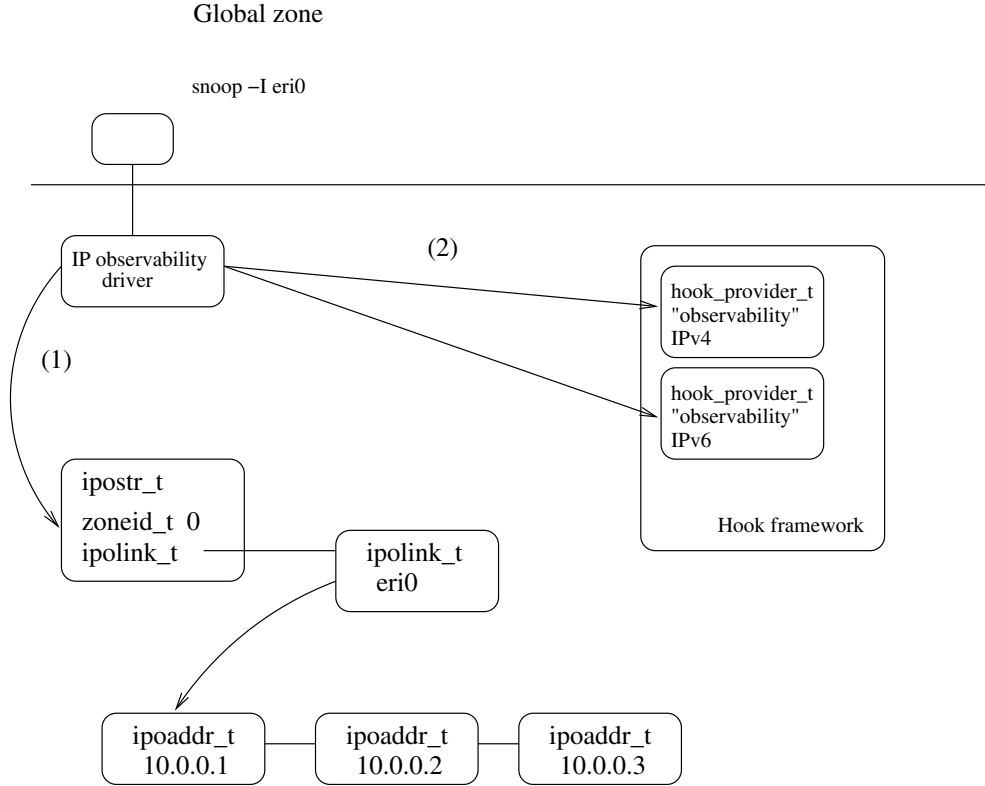 Global zone
snoop −I eri0
IP observability
driver
(2)
hook_provider_t
"observability"
IPv4
(1)
hook_provider_t
"observability"
IPv6
ipostr_t
zoneid_t 0
ipolink_t
Hook framework
ipolink_t
eri0
ipoaddr_t
10.0.0.1
ipoaddr_t
10.0.0.2
ipoaddr_t
10.0.0.3